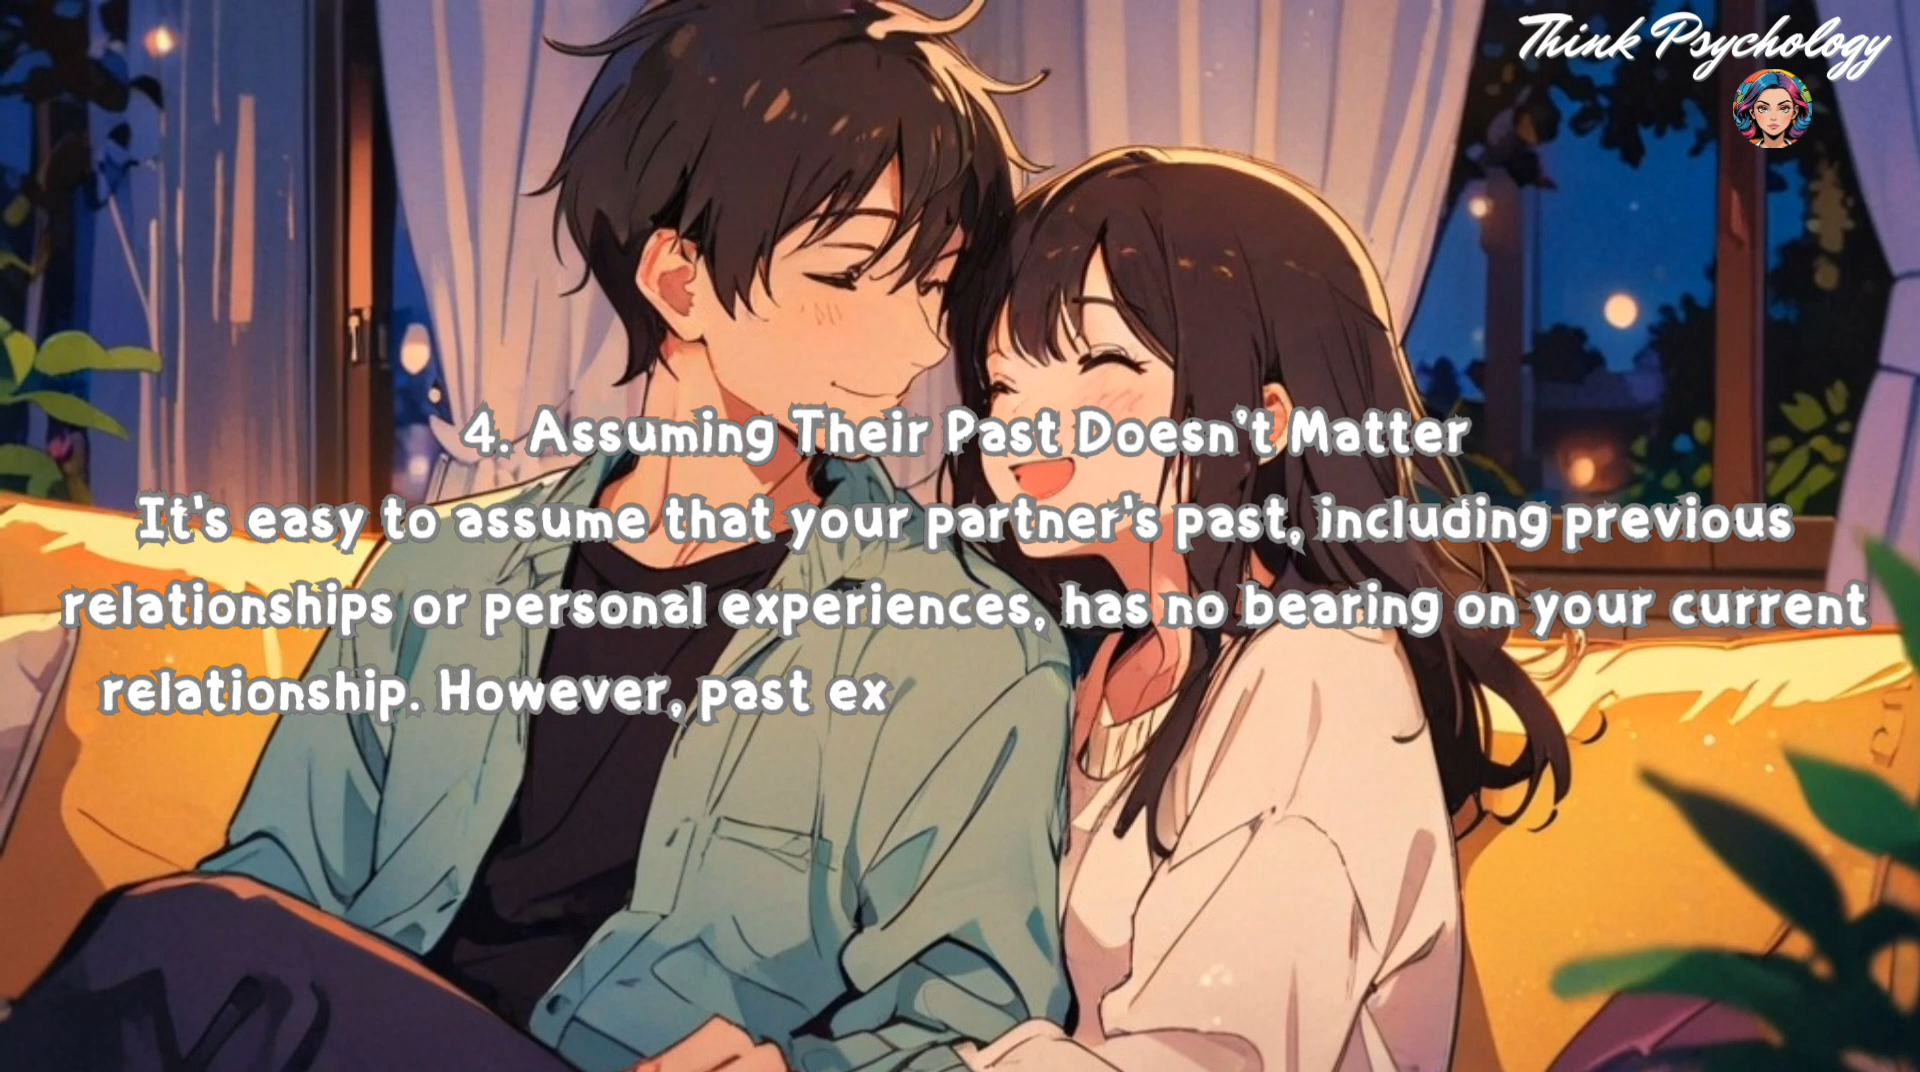 Think Psychology
4. Assuming Their Past Doesn't Matter
It's easy to assume that your partner's past, including previous
relationships or personal experiences, has no bearing on your current
relationship. However, past ex